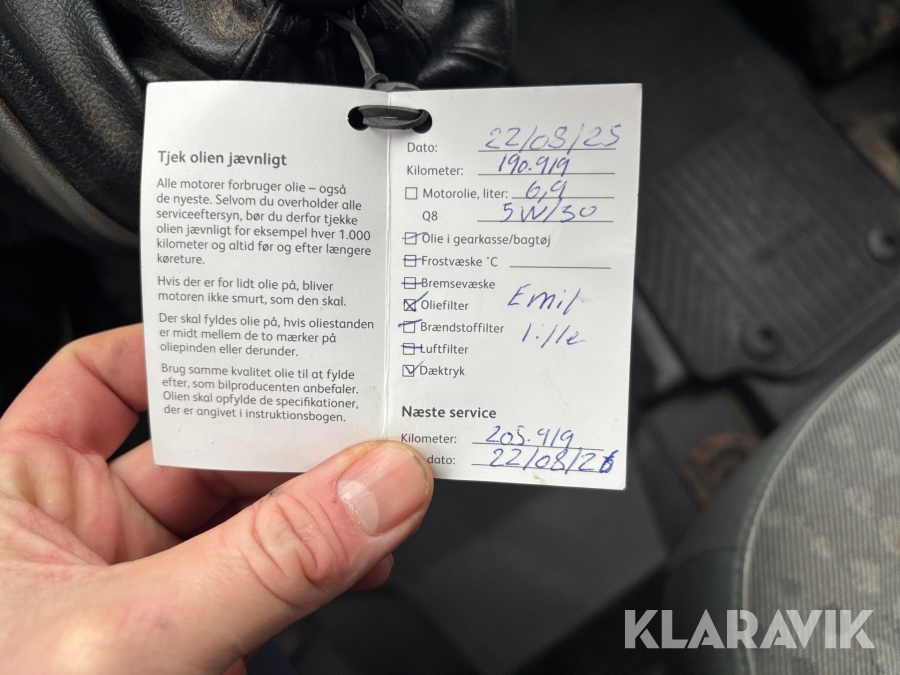 Tjek olien jævnligt
Alle motorer forbruger olie – også
de nyeste. Selvom du overholder alle
serviceeftersyn, bør du derfor tjekke
olien jævnligt for eksempel hver 1.000
kilometer og altid før og efter længere
køreture.
Hvis der er for lidt olie på, bliver
motoren ikke smurt, som den skal.
Der skal fyldes olie på, hvis oliestanden
er midt mellem de to mærker på
oliepinden eller derunder.
Brug samme kvalitet olie til at fylde
efter, som bilproducenten anbefaler.
Olien skal opfylde de specifikationer,
der er angivet i instruktionsbogen.
Dato: 22/08/25
Kilometer: 190.919
Motorolie, liter: 6,9
Q8 5W/30
Olie i gearkasse/bagtøj
Frostvæske °C
Bremsevæske
Oliefilter Emil
Brændstoffilter lille
Luftfilter
Dæktryk
Næste service
Kilometer: 205.919
dato: 22/08/26
KLARAVIK